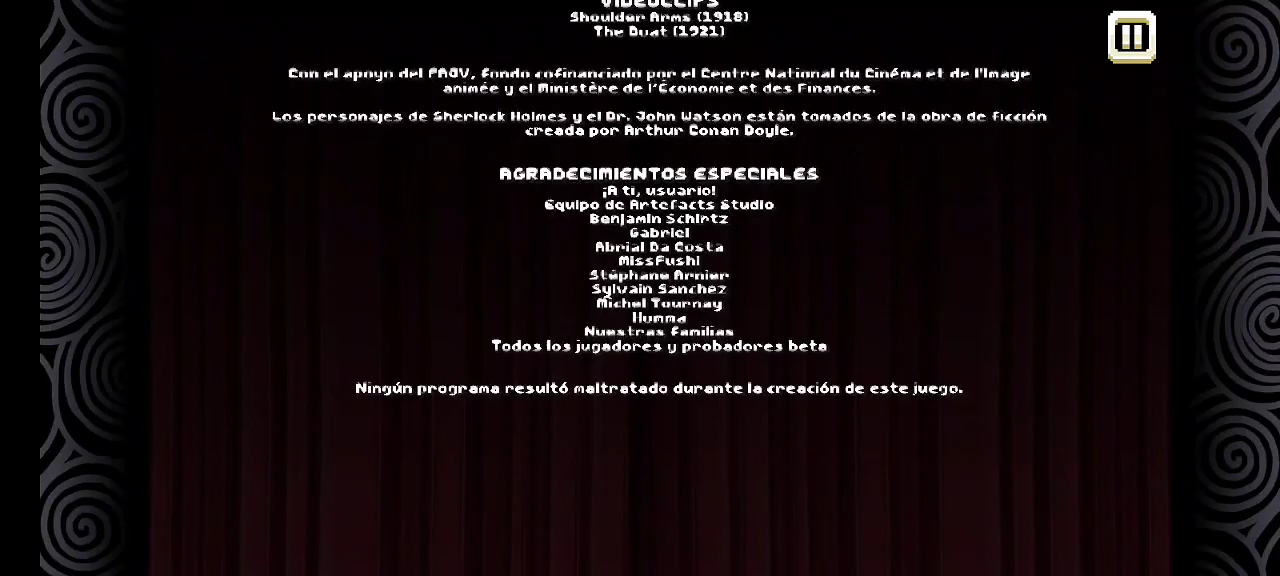 VIDEOCLIPS
Shoulder Arms (1918)
The Duat (1921)
Con el apoyo del FAJV, fondo cofinanciado por el Centre National du Cinéma et de l'Image
animée y el Ministère de l'Économie et des Finances.
Los personajes de Sherlock Holmes y el Dr. John Watson están tomados de la obra de ficción
creada por Arthur Conan Doyle.
AGRADECIMIENTOS ESPECIALES
¡A ti, usuario!
Equipo de Artefacts Studio
Benjamin Schirtz
Gabriel
Abrial Da Costa
MissFushi
Stéphane Arnier
Sylvain Sanchez
Michel Tournay
Humma
Nuestras familias
Todos los jugadores y probadores beta
Ningún programa resultó maltratado durante la creación de este juego.